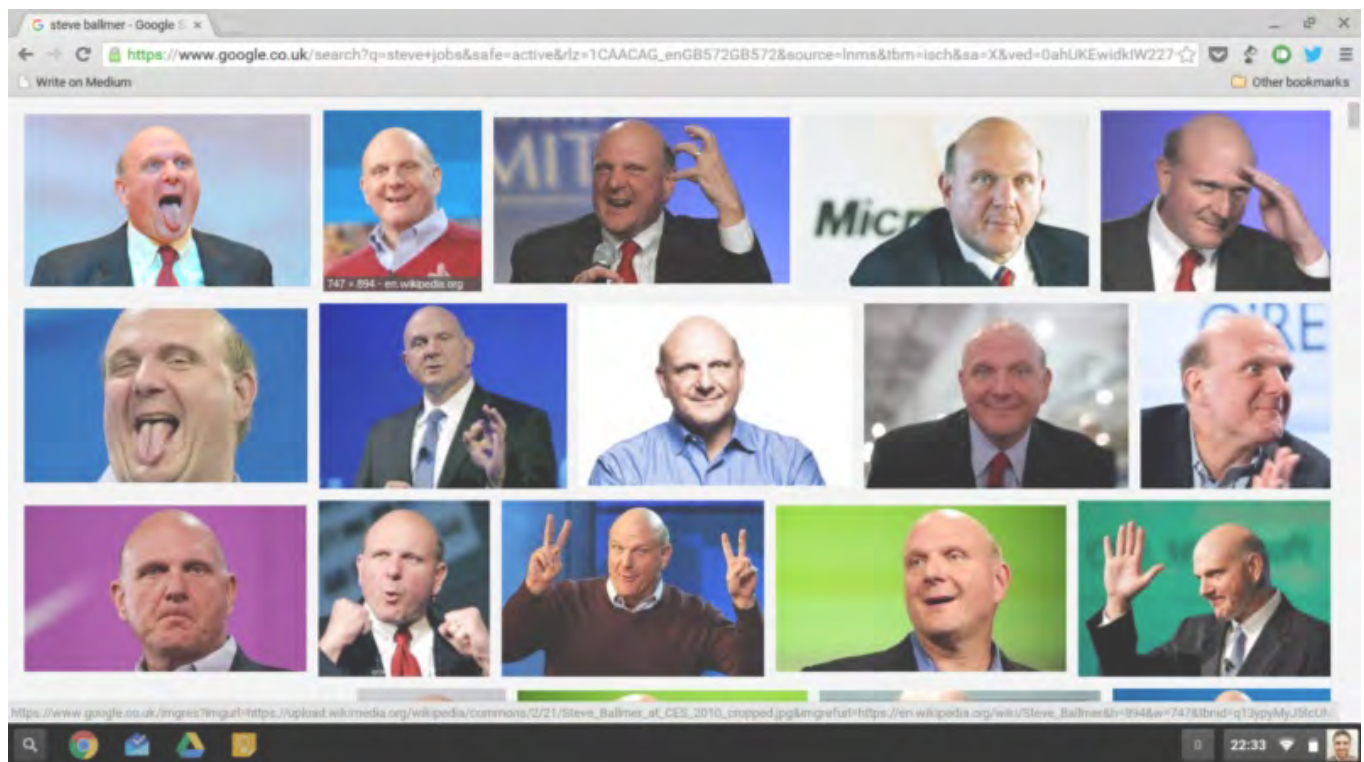 steve ballmer - Google S
https://www.google.co.uk/search?q=steve+jobs&safe=active&rlz=1CAACAG_enGB572GB572&source=lnms&tbm=isch&sa=X&ved=0ahUKEwidkIW227
Write on Medium
Other bookmarks
MIT
Micr
747 × 894 - en.wikipedia.org
https://www.google.co.uk/imgres?imgurl=https://upload.wikimedia.org/wikipedia/commons/2/21/Steve_Ballmer_at_CES_2010_cropped.jpg&imgrefurl=https://en.wikipedia.org/wiki/Steve_Ballmer&h=894&w=747&tbnid=q13ypyMyJ5tcUM
0
22:33